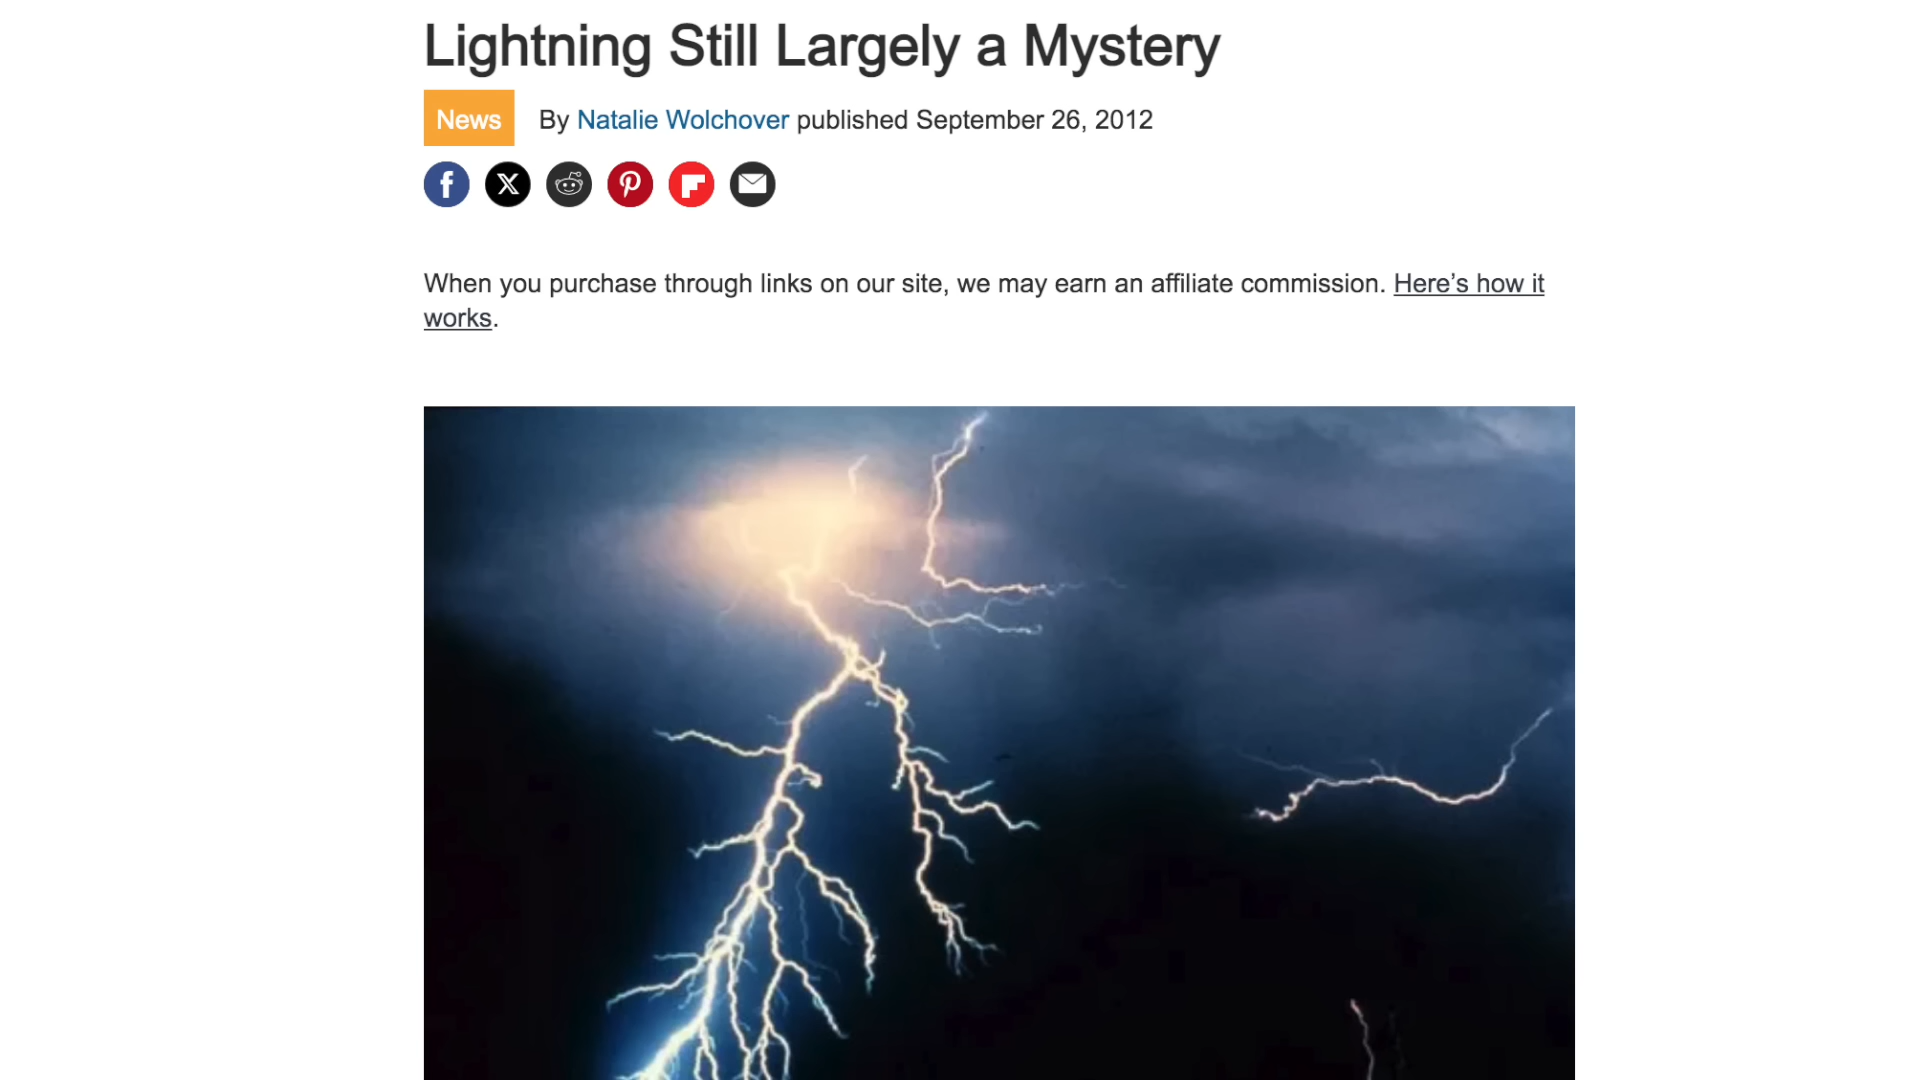 Lightning Still Largely a Mystery
News By Natalie Wolchover published September 26, 2012
When you purchase through links on our site, we may earn an affiliate commission. Here’s how it
works.